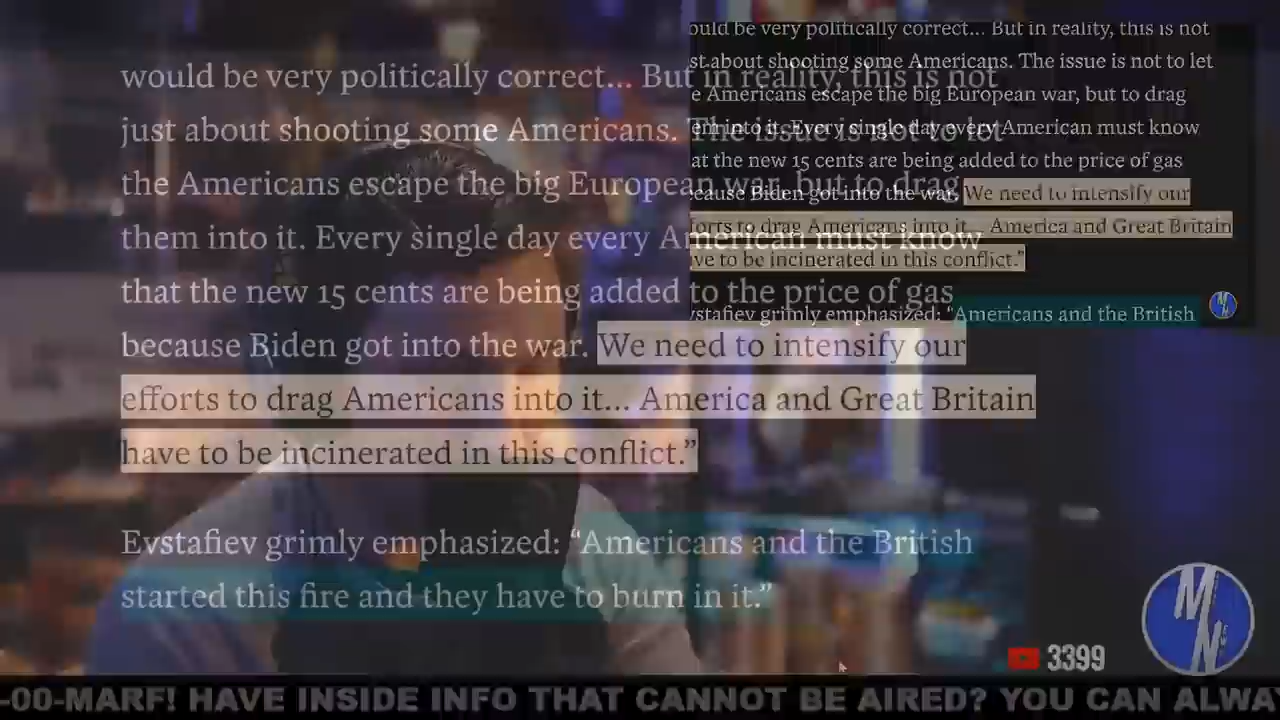 would be very politically correct... But in reality, this is not
just about shooting some Americans. The issue is not to let
the Americans escape the big European war, but to drag
them into it. Every single day every American must know
that the new 15 cents are being added to the price of gas
because Biden got into the war. We need to intensify our
efforts to drag Americans into it... America and Great Britain
have to be incinerated in this conflict.”
Evstafiev grimly emphasized: “Americans and the British
started this fire and they have to burn in it.”
ould be very politically correct... But in reality, this is not
st about shooting some Americans. The issue is not to let
e Americans escape the big European war, but to drag
em into it. Every single day every American must know
at the new 15 cents are being added to the price of gas
cause Biden got into the war. We need to intensify our
forts to drag Americans into it... America and Great Britain
ve to be incinerated in this conflict.”
vstafiev grimly emphasized: “Americans and the British
MN
3399
-00-MARF! HAVE INSIDE INFO THAT CANNOT BE AIRED? YOU CAN ALWA